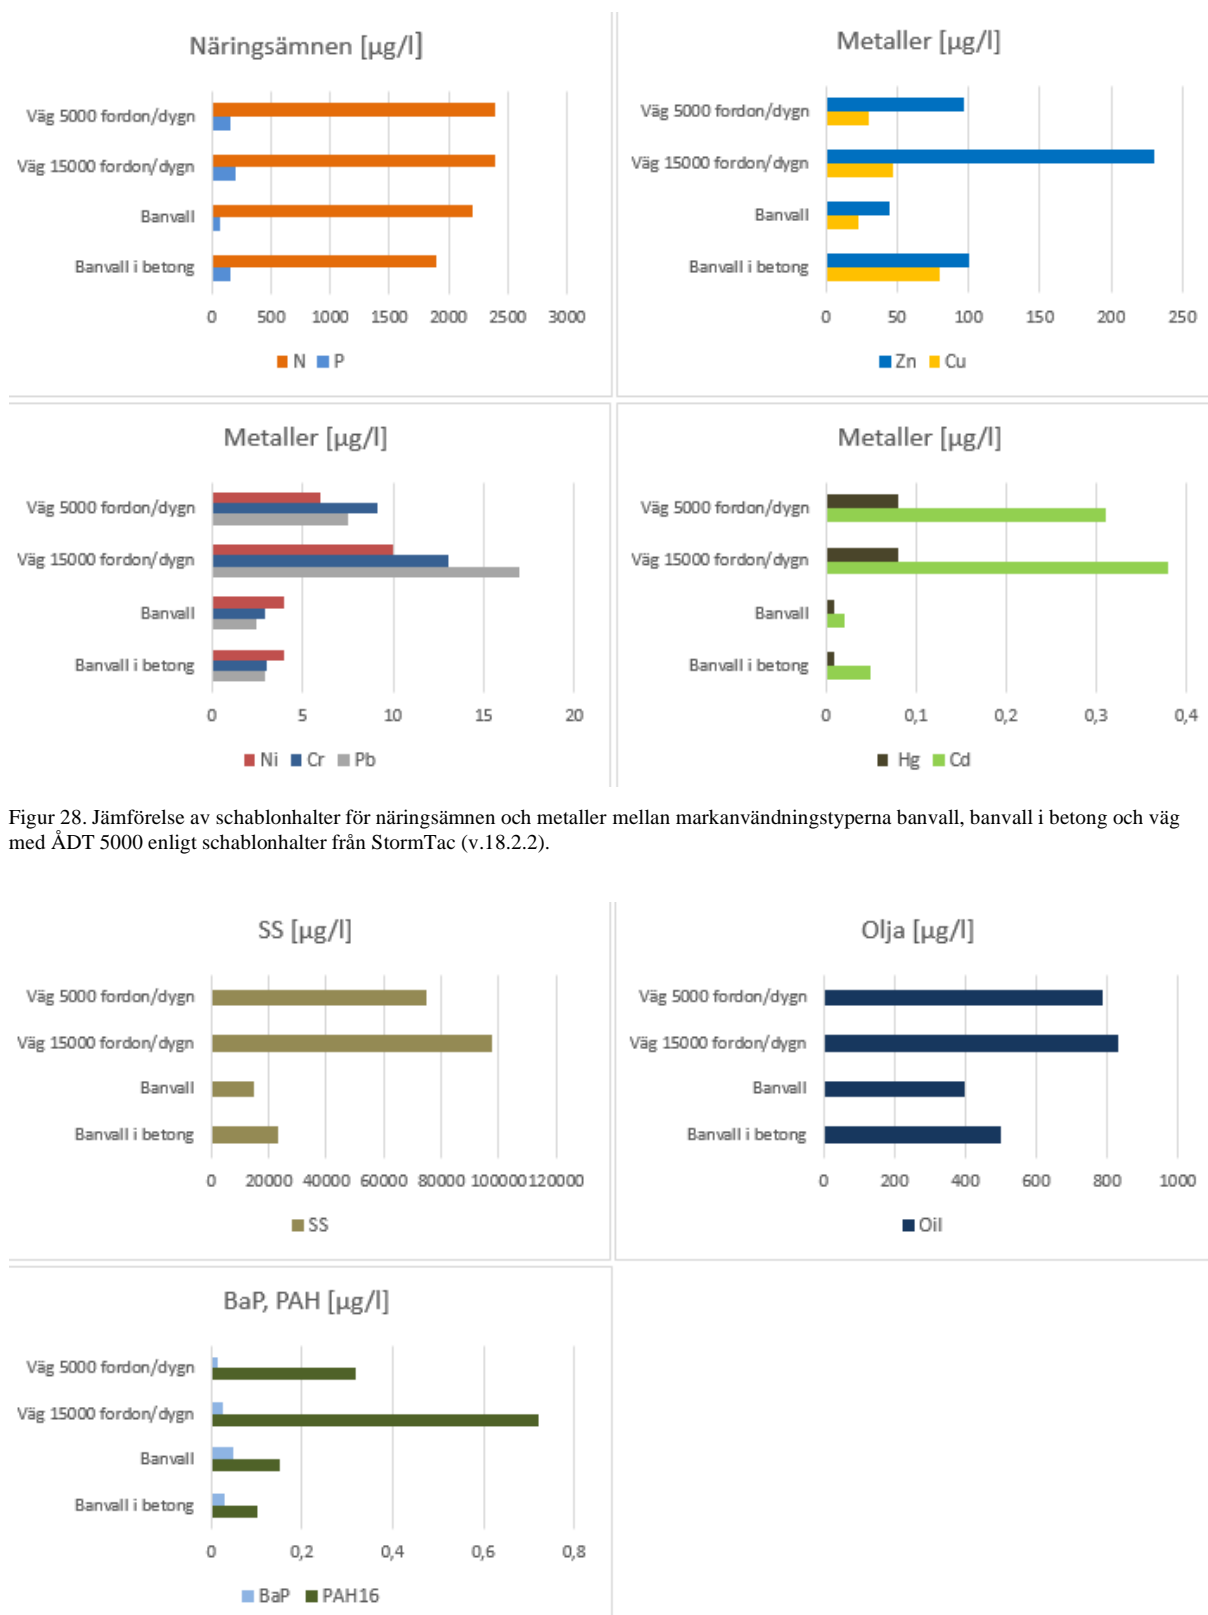 Näringsämnen [µg/l]
Väg 5000 fordon/dygn
Väg 15000 fordon/dygn
Banvall
Banvall i betong
0 500 1000 1500 2000 2500 3000
N P
Metaller [µg/l]
Väg 5000 fordon/dygn
Väg 15000 fordon/dygn
Banvall
Banvall i betong
0 50 100 150 200 250
Zn Cu
Metaller [µg/l]
Väg 5000 fordon/dygn
Väg 15000 fordon/dygn
Banvall
Banvall i betong
0 5 10 15 20
Ni Cr Pb
Metaller [µg/l]
Väg 5000 fordon/dygn
Väg 15000 fordon/dygn
Banvall
Banvall i betong
0 0,1 0,2 0,3 0,4
Hg Cd
Figur 28. Jämförelse av schablonhalter för näringsämnen och metaller mellan markanvändningstyperna banvall, banvall i betong och väg
med ÅDT 5000 enligt schablonhalter från StormTac (v.18.2.2).
SS [µg/l]
Väg 5000 fordon/dygn
Väg 15000 fordon/dygn
Banvall
Banvall i betong
0 20000 40000 60000 80000 100000 120000
SS
Olja [µg/l]
Väg 5000 fordon/dygn
Väg 15000 fordon/dygn
Banvall
Banvall i betong
0 200 400 600 800 1000
Oil
BaP, PAH [µg/l]
Väg 5000 fordon/dygn
Väg 15000 fordon/dygn
Banvall
Banvall i betong
0 0,2 0,4 0,6 0,8
BaP PAH16